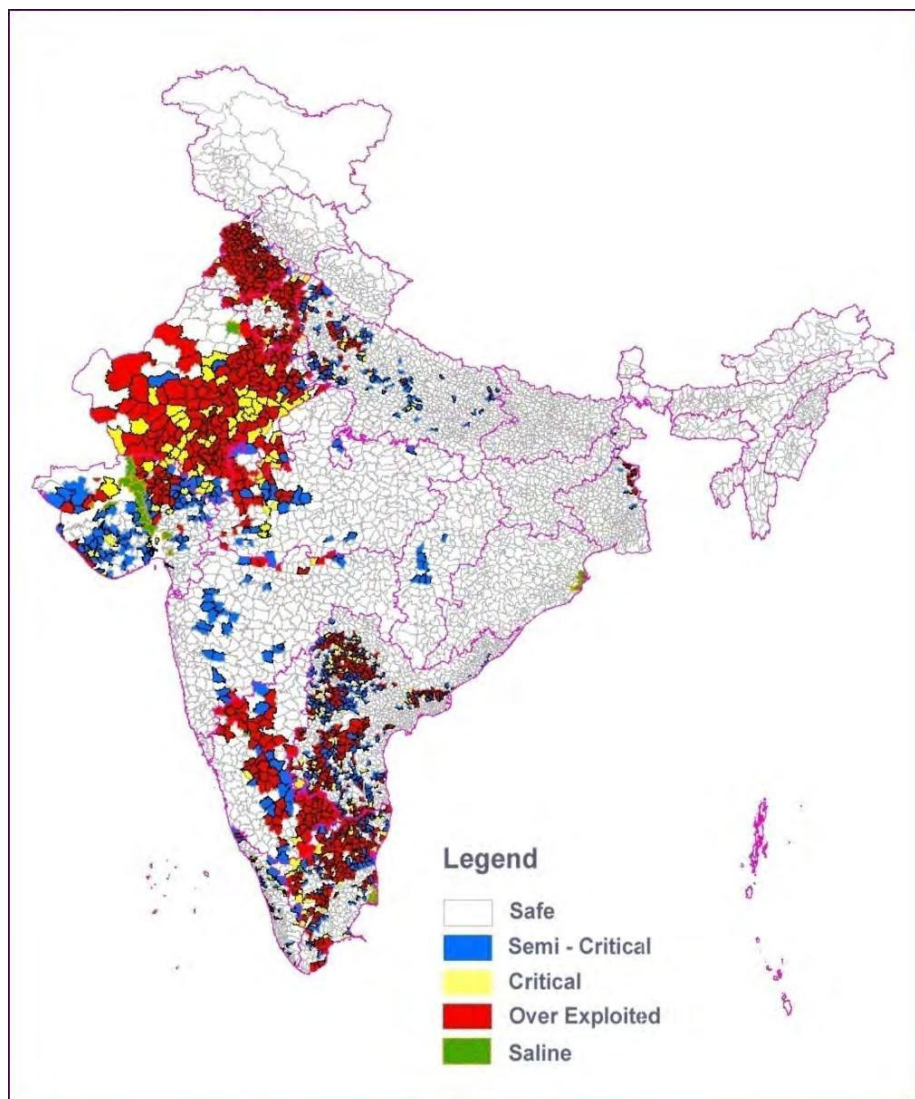 Legend
Safe
Semi - Critical
Critical
Over Exploited
Saline